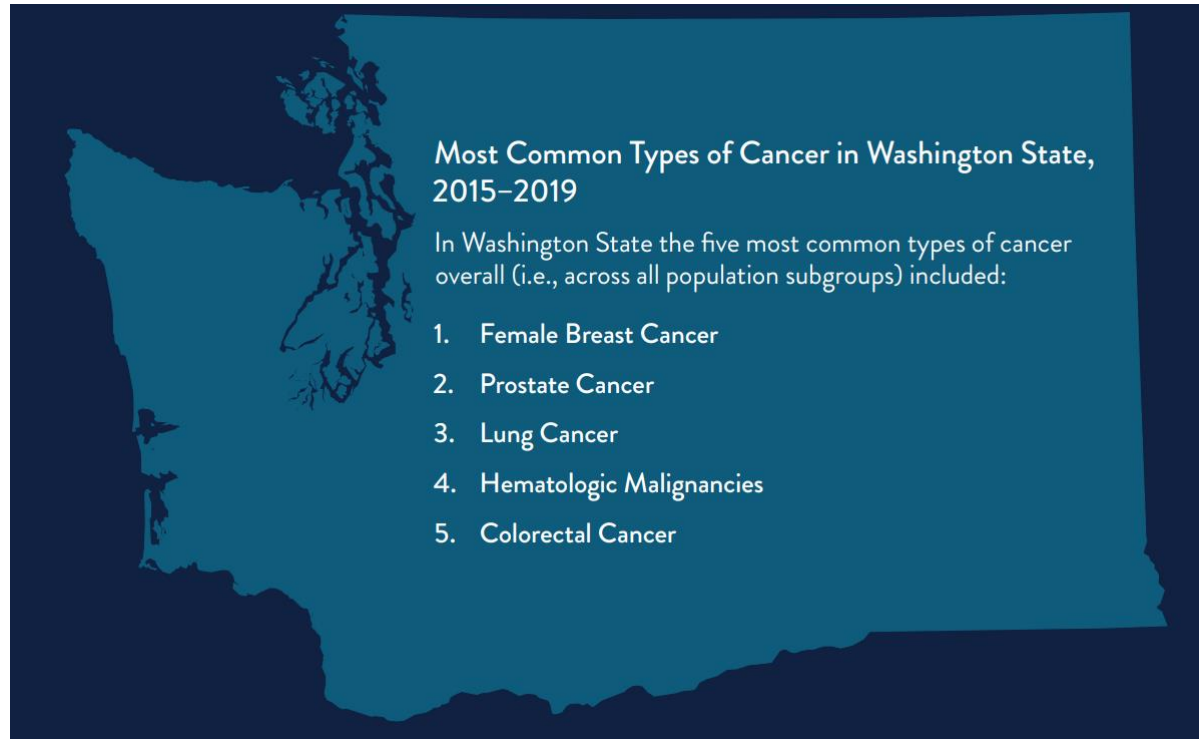 Most Common Types of Cancer in Washington State,
2015–2019
In Washington State the five most common types of cancer
overall (i.e., across all population subgroups) included:
1. Female Breast Cancer
2. Prostate Cancer
3. Lung Cancer
4. Hematologic Malignancies
5. Colorectal Cancer